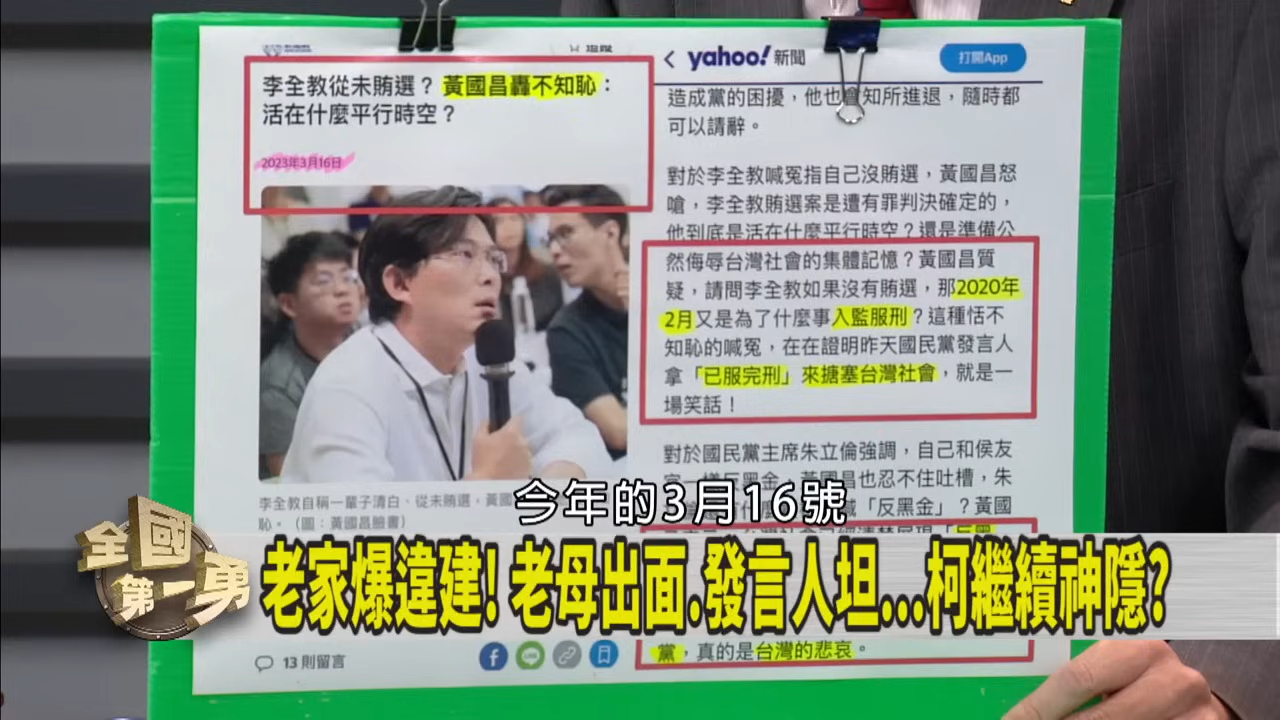 李全教從未賄選？ 黃國昌轟不知恥：
活在什麼平行時空？
2023年3月16日
李全教自稱一輩子清白、從未賄選，黃國
恥。（圖：黃國昌臉書）
13 則留言
yahoo! 新聞
打開App
造成黨的困擾，他也會知所進退，隨時都
可以請辭。
對於李全教喊冤指自己沒賄選，黃國昌怒
嗆，李全教賄選案是遭有罪判決確定的，
他到底是活在什麼平行時空？還是準備公
然侮辱台灣社會的集體記憶？黃國昌質
疑，請問李全教如果沒有賄選，那2020年
2月又是為了什麼事入監服刑？這種恬不
知恥的喊冤，在在證明昨天國民黨發言人
拿「已服完刑」來搪塞台灣社會，就是一
場笑話！
對於國民黨主席朱立倫強調，自己和侯友
宜一樣反黑金，黃國昌也忍不住吐槽，朱
「反黑金」？黃國
黨，真的是台灣的悲哀。
今年的3月16號
全國第一勇
老家爆違建! 老母出面.發言人坦...柯繼續神隱?